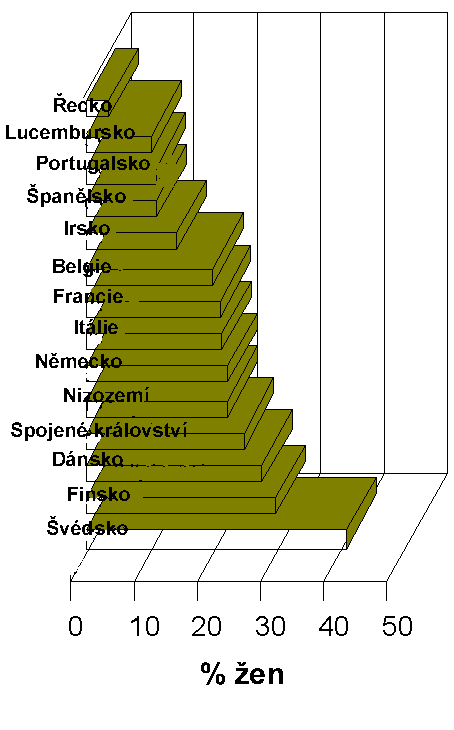 Řecko
Lucembursko
Portugalsko
Španělsko
Irsko
Belgie
Francie
Itálie
Německo
Nizozemí
Spojené království
Dánsko
Finsko
Švédsko
0 10 20 30 40 50
% žen